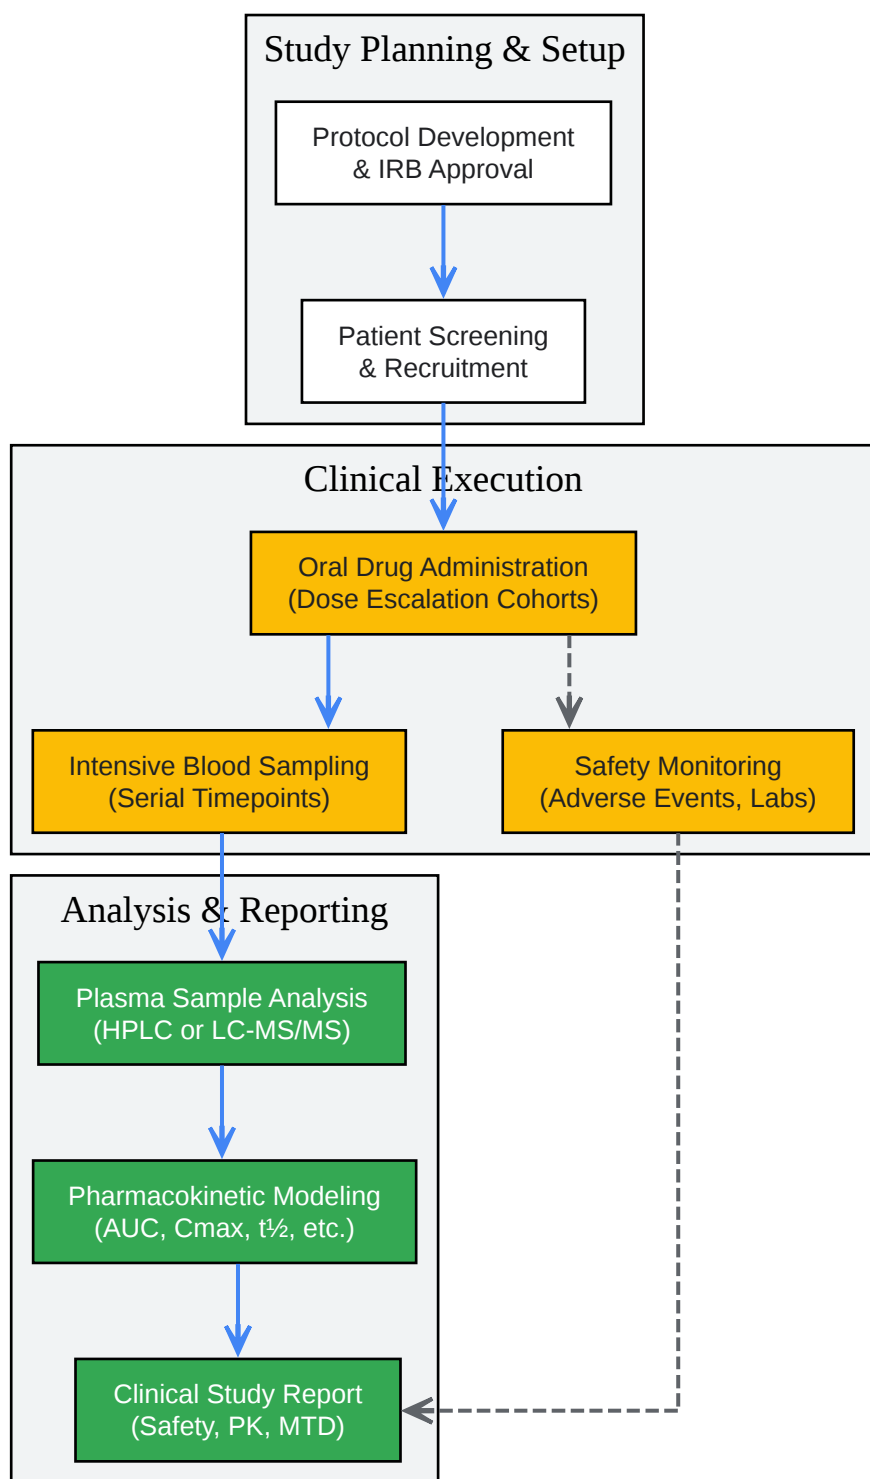 Study Planning & Setup
Protocol Development
& IRB Approval
Patient Screening
& Recruitment
Clinical Execution
Oral Drug Administration
(Dose Escalation Cohorts)
Intensive Blood Sampling
(Serial Timepoints)
Safety Monitoring
(Adverse Events, Labs)
Analysis & Reporting
Plasma Sample Analysis
(HPLC or LC-MS/MS)
Pharmacokinetic Modeling
(AUC, Cmax, t½, etc.)
Clinical Study Report
(Safety, PK, MTD)